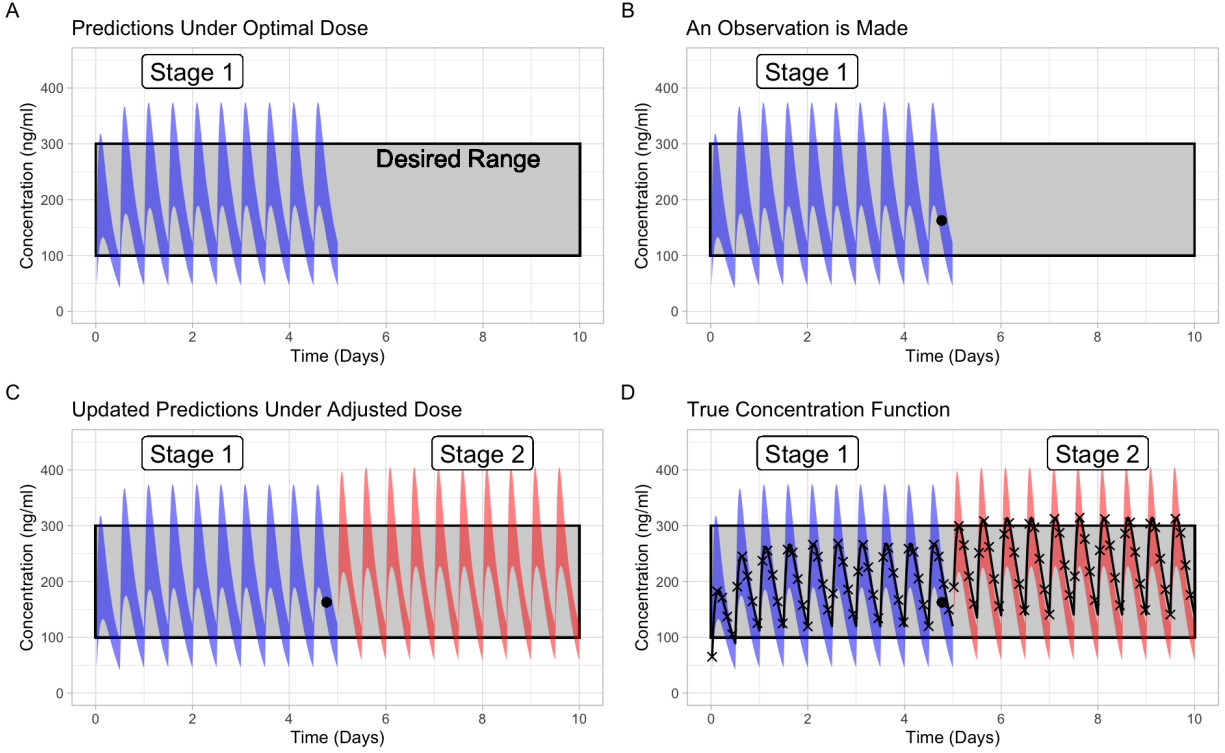 A
Predictions Under Optimal Dose
Stage 1
Desired Range
Concentration (ng/ml)
400
300
200
100
0
0 2 4 6 8 10
Time (Days)
B
An Observation is Made
Stage 1
Concentration (ng/ml)
400
300
200
100
0
0 2 4 6 8 10
Time (Days)
C
Updated Predictions Under Adjusted Dose
Stage 1 Stage 2
Concentration (ng/ml)
400
300
200
100
0
0 2 4 6 8 10
Time (Days)
D
True Concentration Function
Stage 1 Stage 2
Concentration (ng/ml)
400
300
200
100
0
0 2 4 6 8 10
Time (Days)